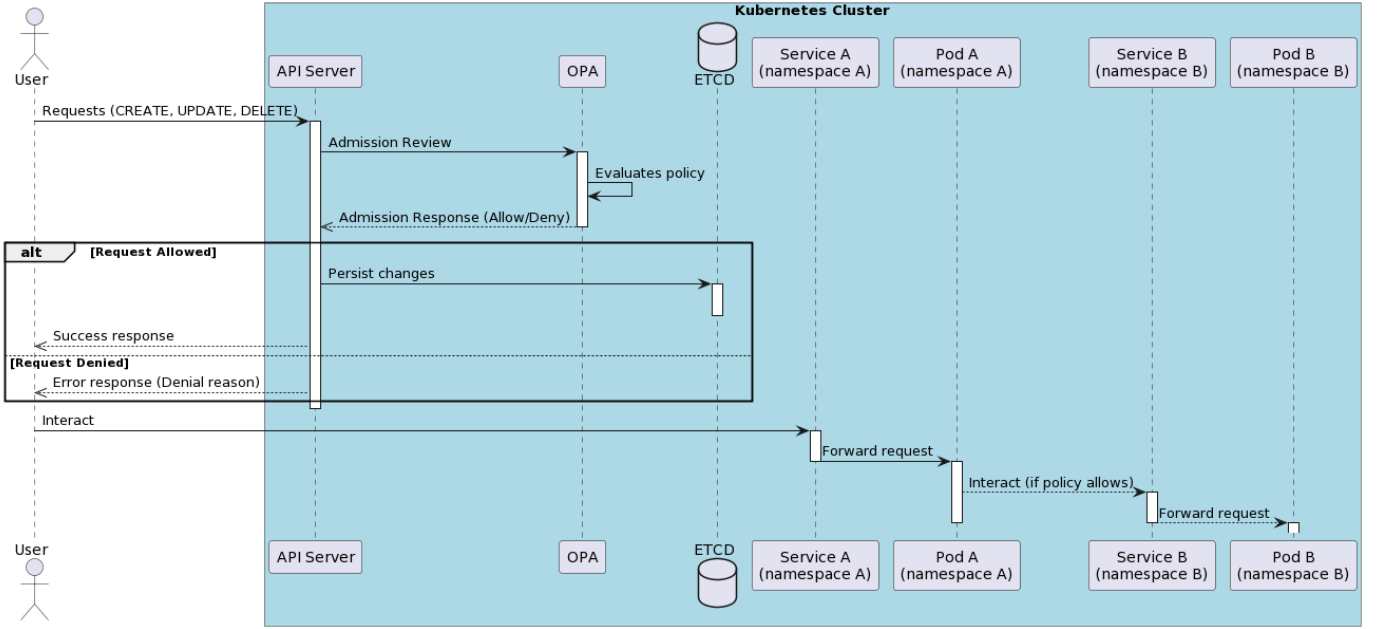 Kubernetes Cluster
User
API Server
OPA
ETCD
Service A
(namespace A)
Pod A
(namespace A)
Service B
(namespace B)
Pod B
(namespace B)
Requests (CREATE, UPDATE, DELETE)
Admission Review
Evaluates policy
Admission Response (Allow/Deny)
alt
[Request Allowed]
Persist changes
Success response
[Request Denied]
Error response (Denial reason)
Interact
Forward request
Interact (if policy allows)
Forward request
User
API Server
OPA
ETCD
Service A
(namespace A)
Pod A
(namespace A)
Service B
(namespace B)
Pod B
(namespace B)